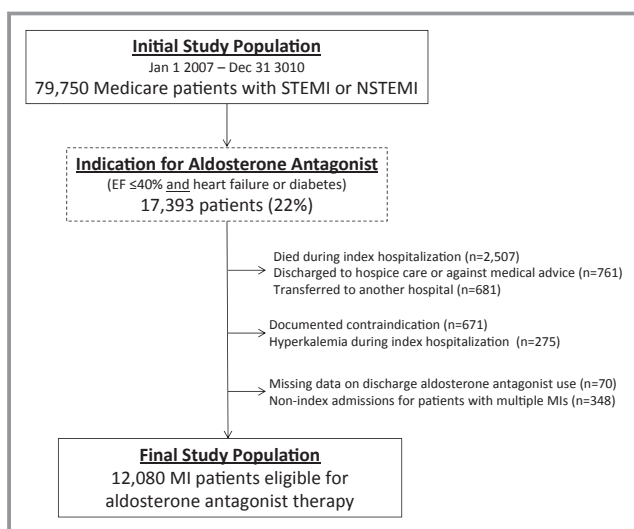 Initial Study Population
Jan 1 2007 – Dec 31 3010
79,750 Medicare patients with STEMI or NSTEMI
Indication for Aldosterone Antagonist
(EF ≤40% and heart failure or diabetes)
17,393 patients (22%)
Died during index hospitalization (n=2,507)
Discharged to hospice care or against medical advice (n=761)
Transferred to another hospital (n=681)
Documented contraindication (n=671)
Hyperkalemia during index hospitalization (n=275)
Missing data on discharge aldosterone antagonist use (n=70)
Non-index admissions for patients with multiple MIs (n=348)
Final Study Population
12,080 MI patients eligible for
aldosterone antagonist therapy